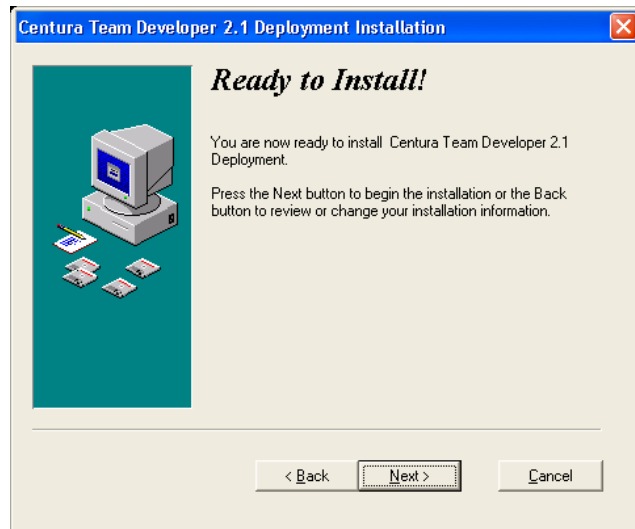 Centura Team Developer 2.1 Deployment Installation
Ready to Install!
You are now ready to install Centura Team Developer 2.1
Deployment.
Press the Next button to begin the installation or the Back
button to review or change your installation information.
< Back Next > Cancel